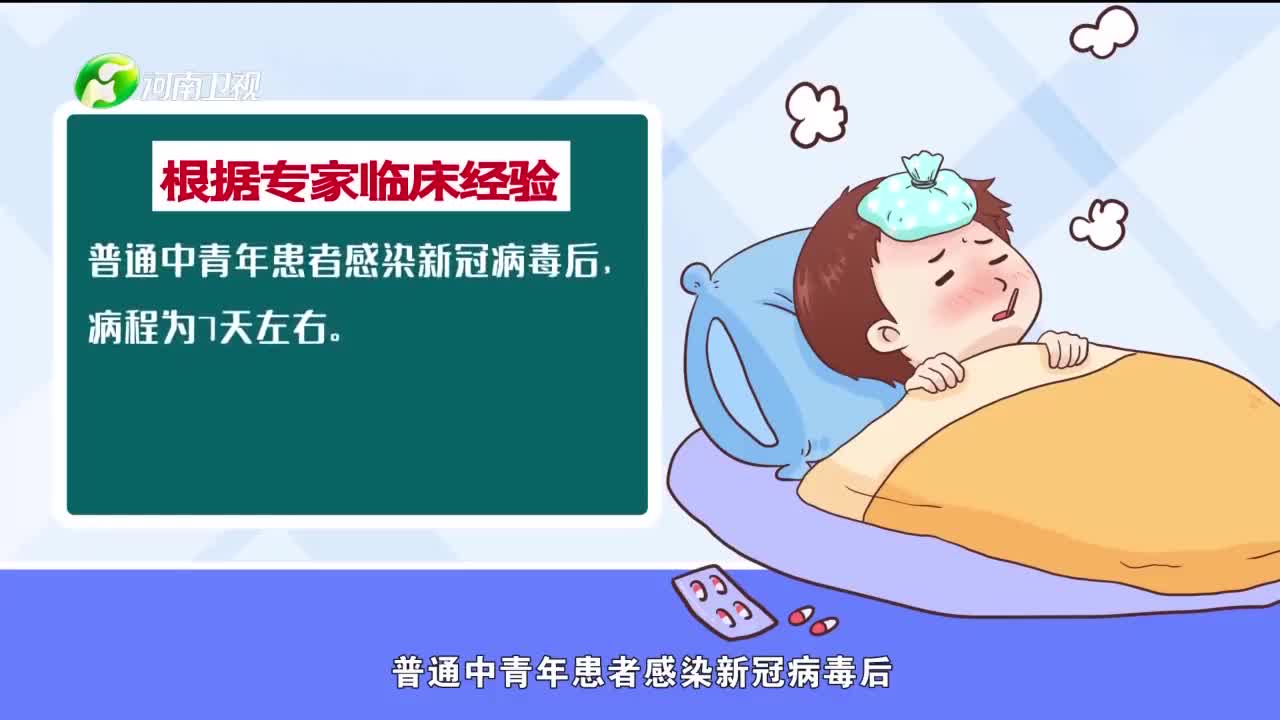 河南卫视
根据专家临床经验
普通中青年患者感染新冠病毒后,
病程为7天左右。
普通中青年患者感染新冠病毒后